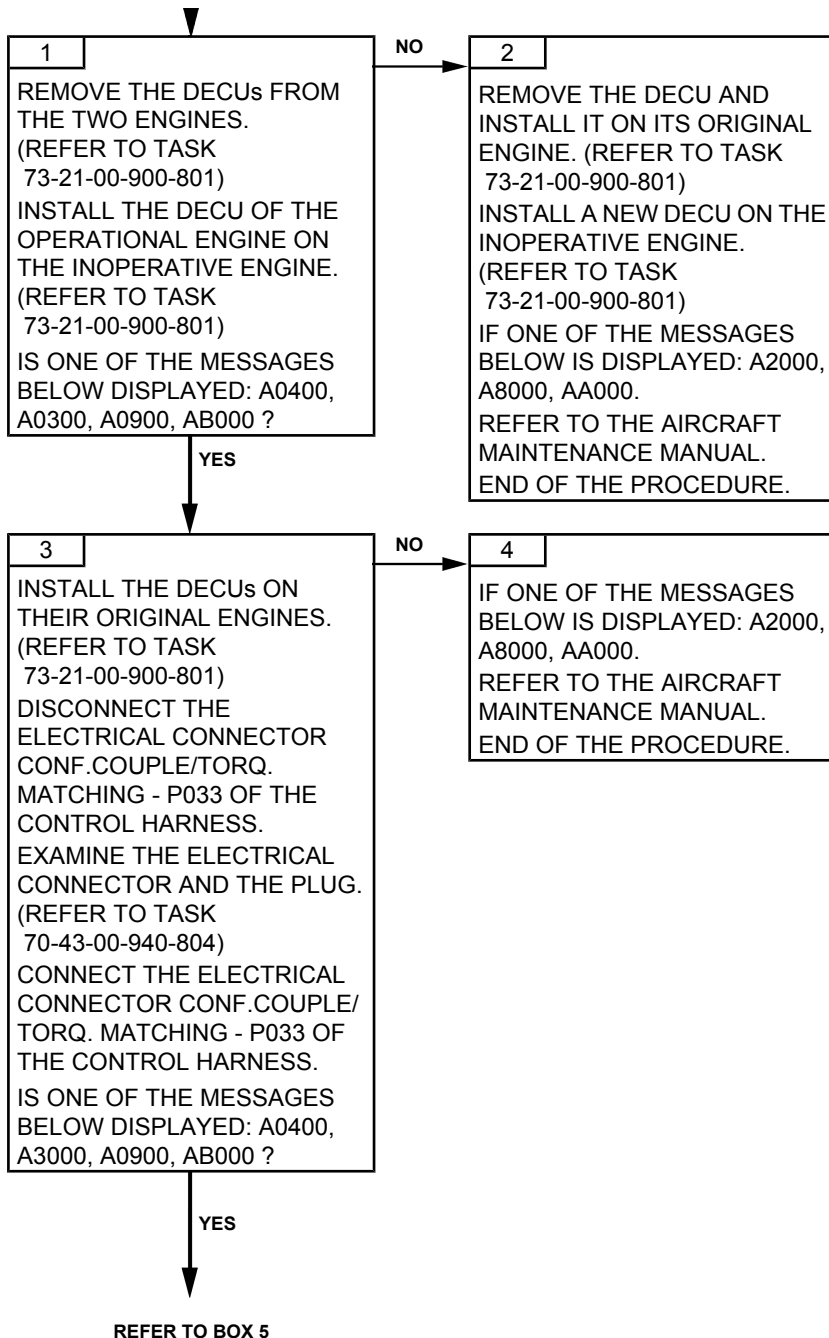 1
REMOVE THE DECUs FROM
THE TWO ENGINES.
(REFER TO TASK
73-21-00-900-801)
INSTALL THE DECU OF THE
OPERATIONAL ENGINE ON
THE INOPERATIVE ENGINE.
(REFER TO TASK
73-21-00-900-801)
IS ONE OF THE MESSAGES
BELOW DISPLAYED: A0400,
A0300, A0900, AB000 ?
NO
2
REMOVE THE DECU AND
INSTALL IT ON ITS ORIGINAL
ENGINE. (REFER TO TASK
73-21-00-900-801)
INSTALL A NEW DECU ON THE
INOPERATIVE ENGINE.
(REFER TO TASK
73-21-00-900-801)
IF ONE OF THE MESSAGES
BELOW IS DISPLAYED: A2000,
A8000, AA000.
REFER TO THE AIRCRAFT
MAINTENANCE MANUAL.
END OF THE PROCEDURE.
YES
3
INSTALL THE DECUs ON
THEIR ORIGINAL ENGINES.
(REFER TO TASK
73-21-00-900-801)
DISCONNECT THE
ELECTRICAL CONNECTOR
CONF.COUPLE/TORQ.
MATCHING - P033 OF THE
CONTROL HARNESS.
EXAMINE THE ELECTRICAL
CONNECTOR AND THE PLUG.
(REFER TO TASK
70-43-00-940-804)
CONNECT THE ELECTRICAL
CONNECTOR CONF.COUPLE/
TORQ. MATCHING - P033 OF
THE CONTROL HARNESS.
IS ONE OF THE MESSAGES
BELOW DISPLAYED: A0400,
A3000, A0900, AB000 ?
NO
4
IF ONE OF THE MESSAGES
BELOW IS DISPLAYED: A2000,
A8000, AA000.
REFER TO THE AIRCRAFT
MAINTENANCE MANUAL.
END OF THE PROCEDURE.
YES
REFER TO BOX 5